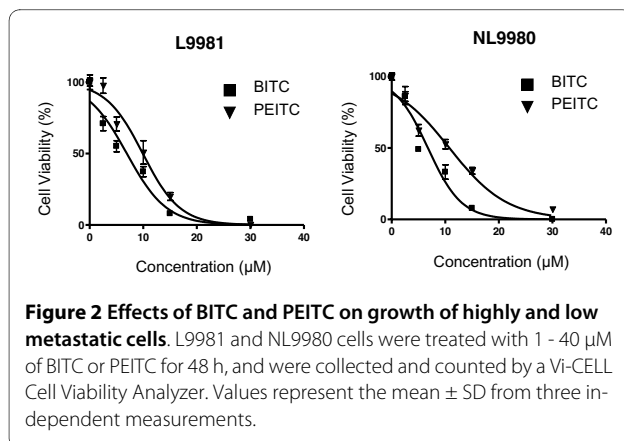 L9981
BITC
PEITC
100
50
0
0
10
20
30
40
Cell Viability (%)
Concentration (µM)
NL9980
BITC
PEITC
100
50
0
0
10
20
30
40
Cell Viability (%)
Concentration (µM)
Figure 2 Effects of BITC and PEITC on growth of highly and low
metastatic cells. L9981 and NL9980 cells were treated with 1 - 40 µM
of BITC or PEITC for 48 h, and were collected and counted by a Vi-CELL
Cell Viability Analyzer. Values represent the mean ± SD from three in-
dependent measurements.